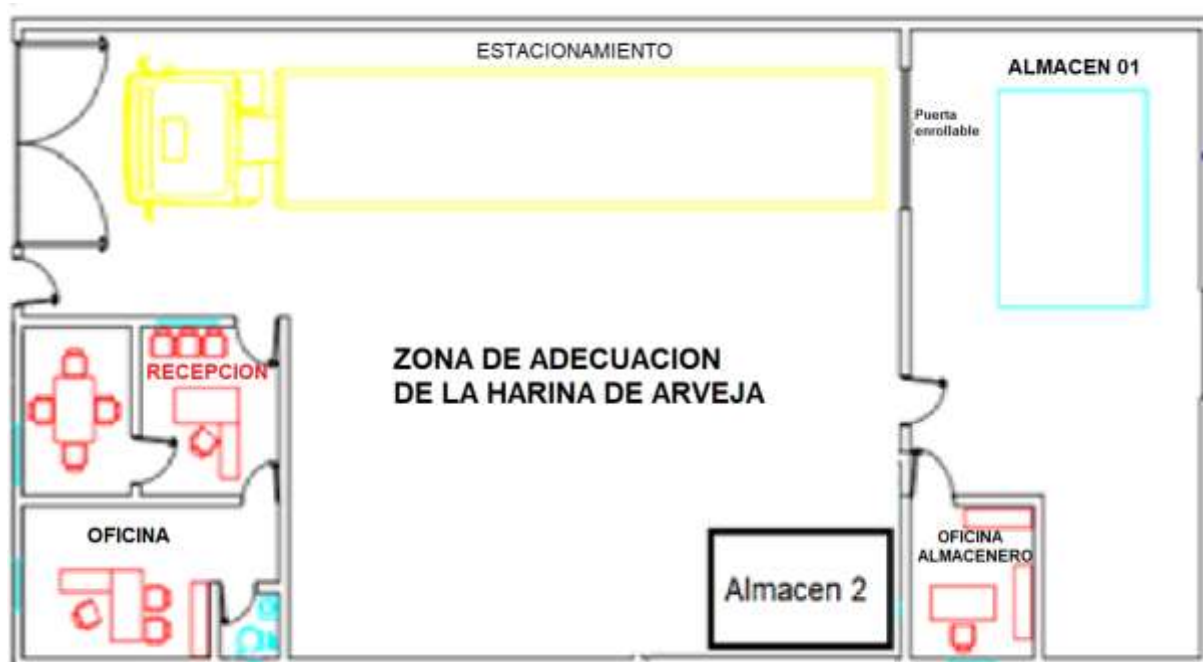 ESTACIONAMIENTO
ALMACEN 01
Puerta
enrollable
RECEPCION
ZONA DE ADECUACION
DE LA HARINA DE ARVEJA
OFICINA
OFICINA
ALMACENERO
Almacen 2